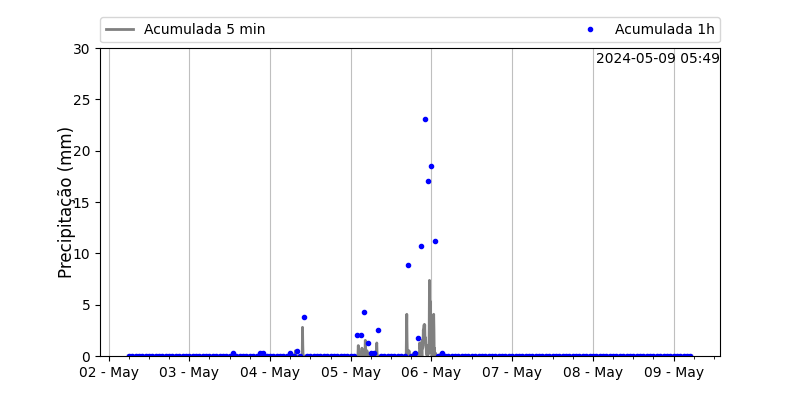 Acumulada 5 min
Acumulada 1h
2024-05-09 05:49
Precipitação (mm)
30
25
20
15
10
5
0
02 - May 03 - May 04 - May 05 - May 06 - May 07 - May 08 - May 09 - May